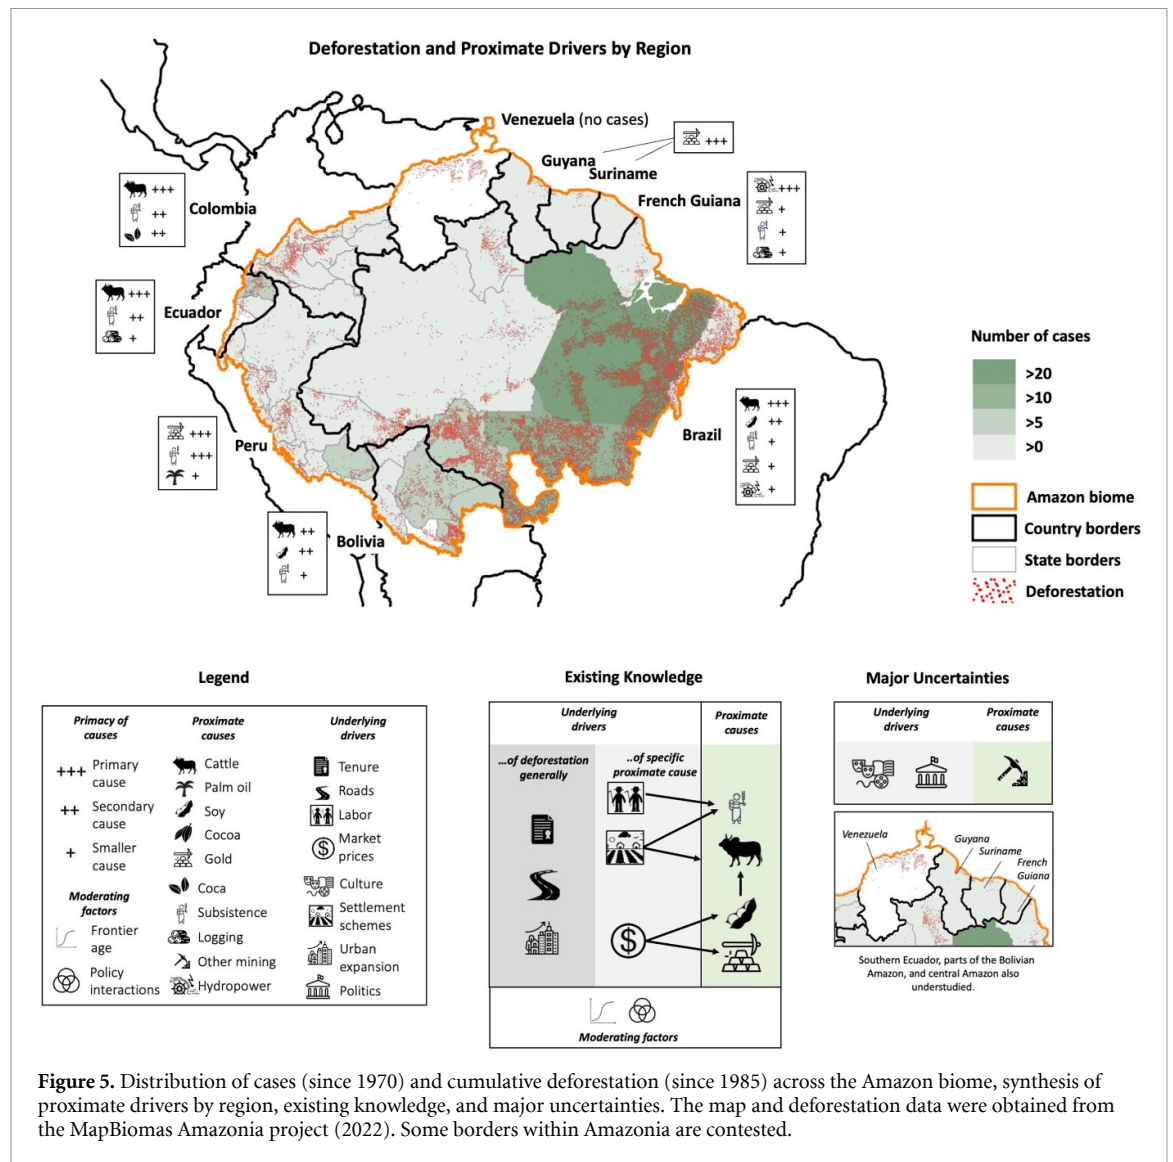 Deforestation and Proximate Drivers by Region
Venezuela (no cases)
+++
Guyana
Suriname
French Guiana
+++
+
+
+
Colombia
+++
++
++
Ecuador
+++
++
+
Peru
+++
+++
+
Bolivia
++
++
+
Brazil
+++
++
+
+
+
Number of cases
>20
>10
>5
>0
Amazon biome
Country borders
State borders
Deforestation
Legend
Primacy of
causes
+++ Primary
cause
++ Secondary
cause
+ Smaller
cause
Moderating
factors
Frontier
age
Policy
interactions
Proximate
causes
Cattle
Palm oil
Soy
Cocoa
Gold
Coca
Subsistence
Logging
Other mining
Hydropower
Underlying
drivers
Tenure
Roads
Labor
Market
prices
Culture
Settlement
schemes
Urban
expansion
Politics
Existing Knowledge
Underlying
drivers
Proximate
causes
...of deforestation
generally
..of specific
proximate cause
$
Moderating factors
Major Uncertainties
Underlying
drivers
Proximate
causes
Venezuela
Guyana
Suriname
French
Guiana
Southern Ecuador, parts of the Bolivian
Amazon, and central Amazon also
understudied.
Figure 5. Distribution of cases (since 1970) and cumulative deforestation (since 1985) across the Amazon biome, synthesis of
proximate drivers by region, existing knowledge, and major uncertainties. The map and deforestation data were obtained from
the MapBiomas Amazonia project (2022). Some borders within Amazonia are contested.